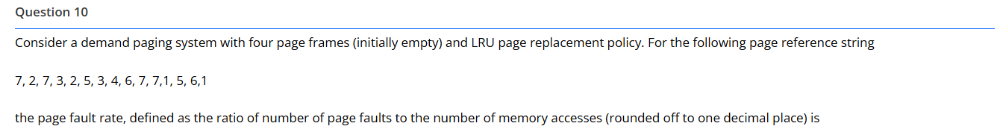 Question 10
Consider a demand paging system with four page frames (initially empty) and LRU page replacement policy. For the following page reference string
7, 2, 7, 3, 2, 5, 3, 4, 6, 7, 7,1, 5, 6,1
the page fault rate, defined as the ratio of number of page faults to the number of memory accesses (rounded off to one decimal place) is